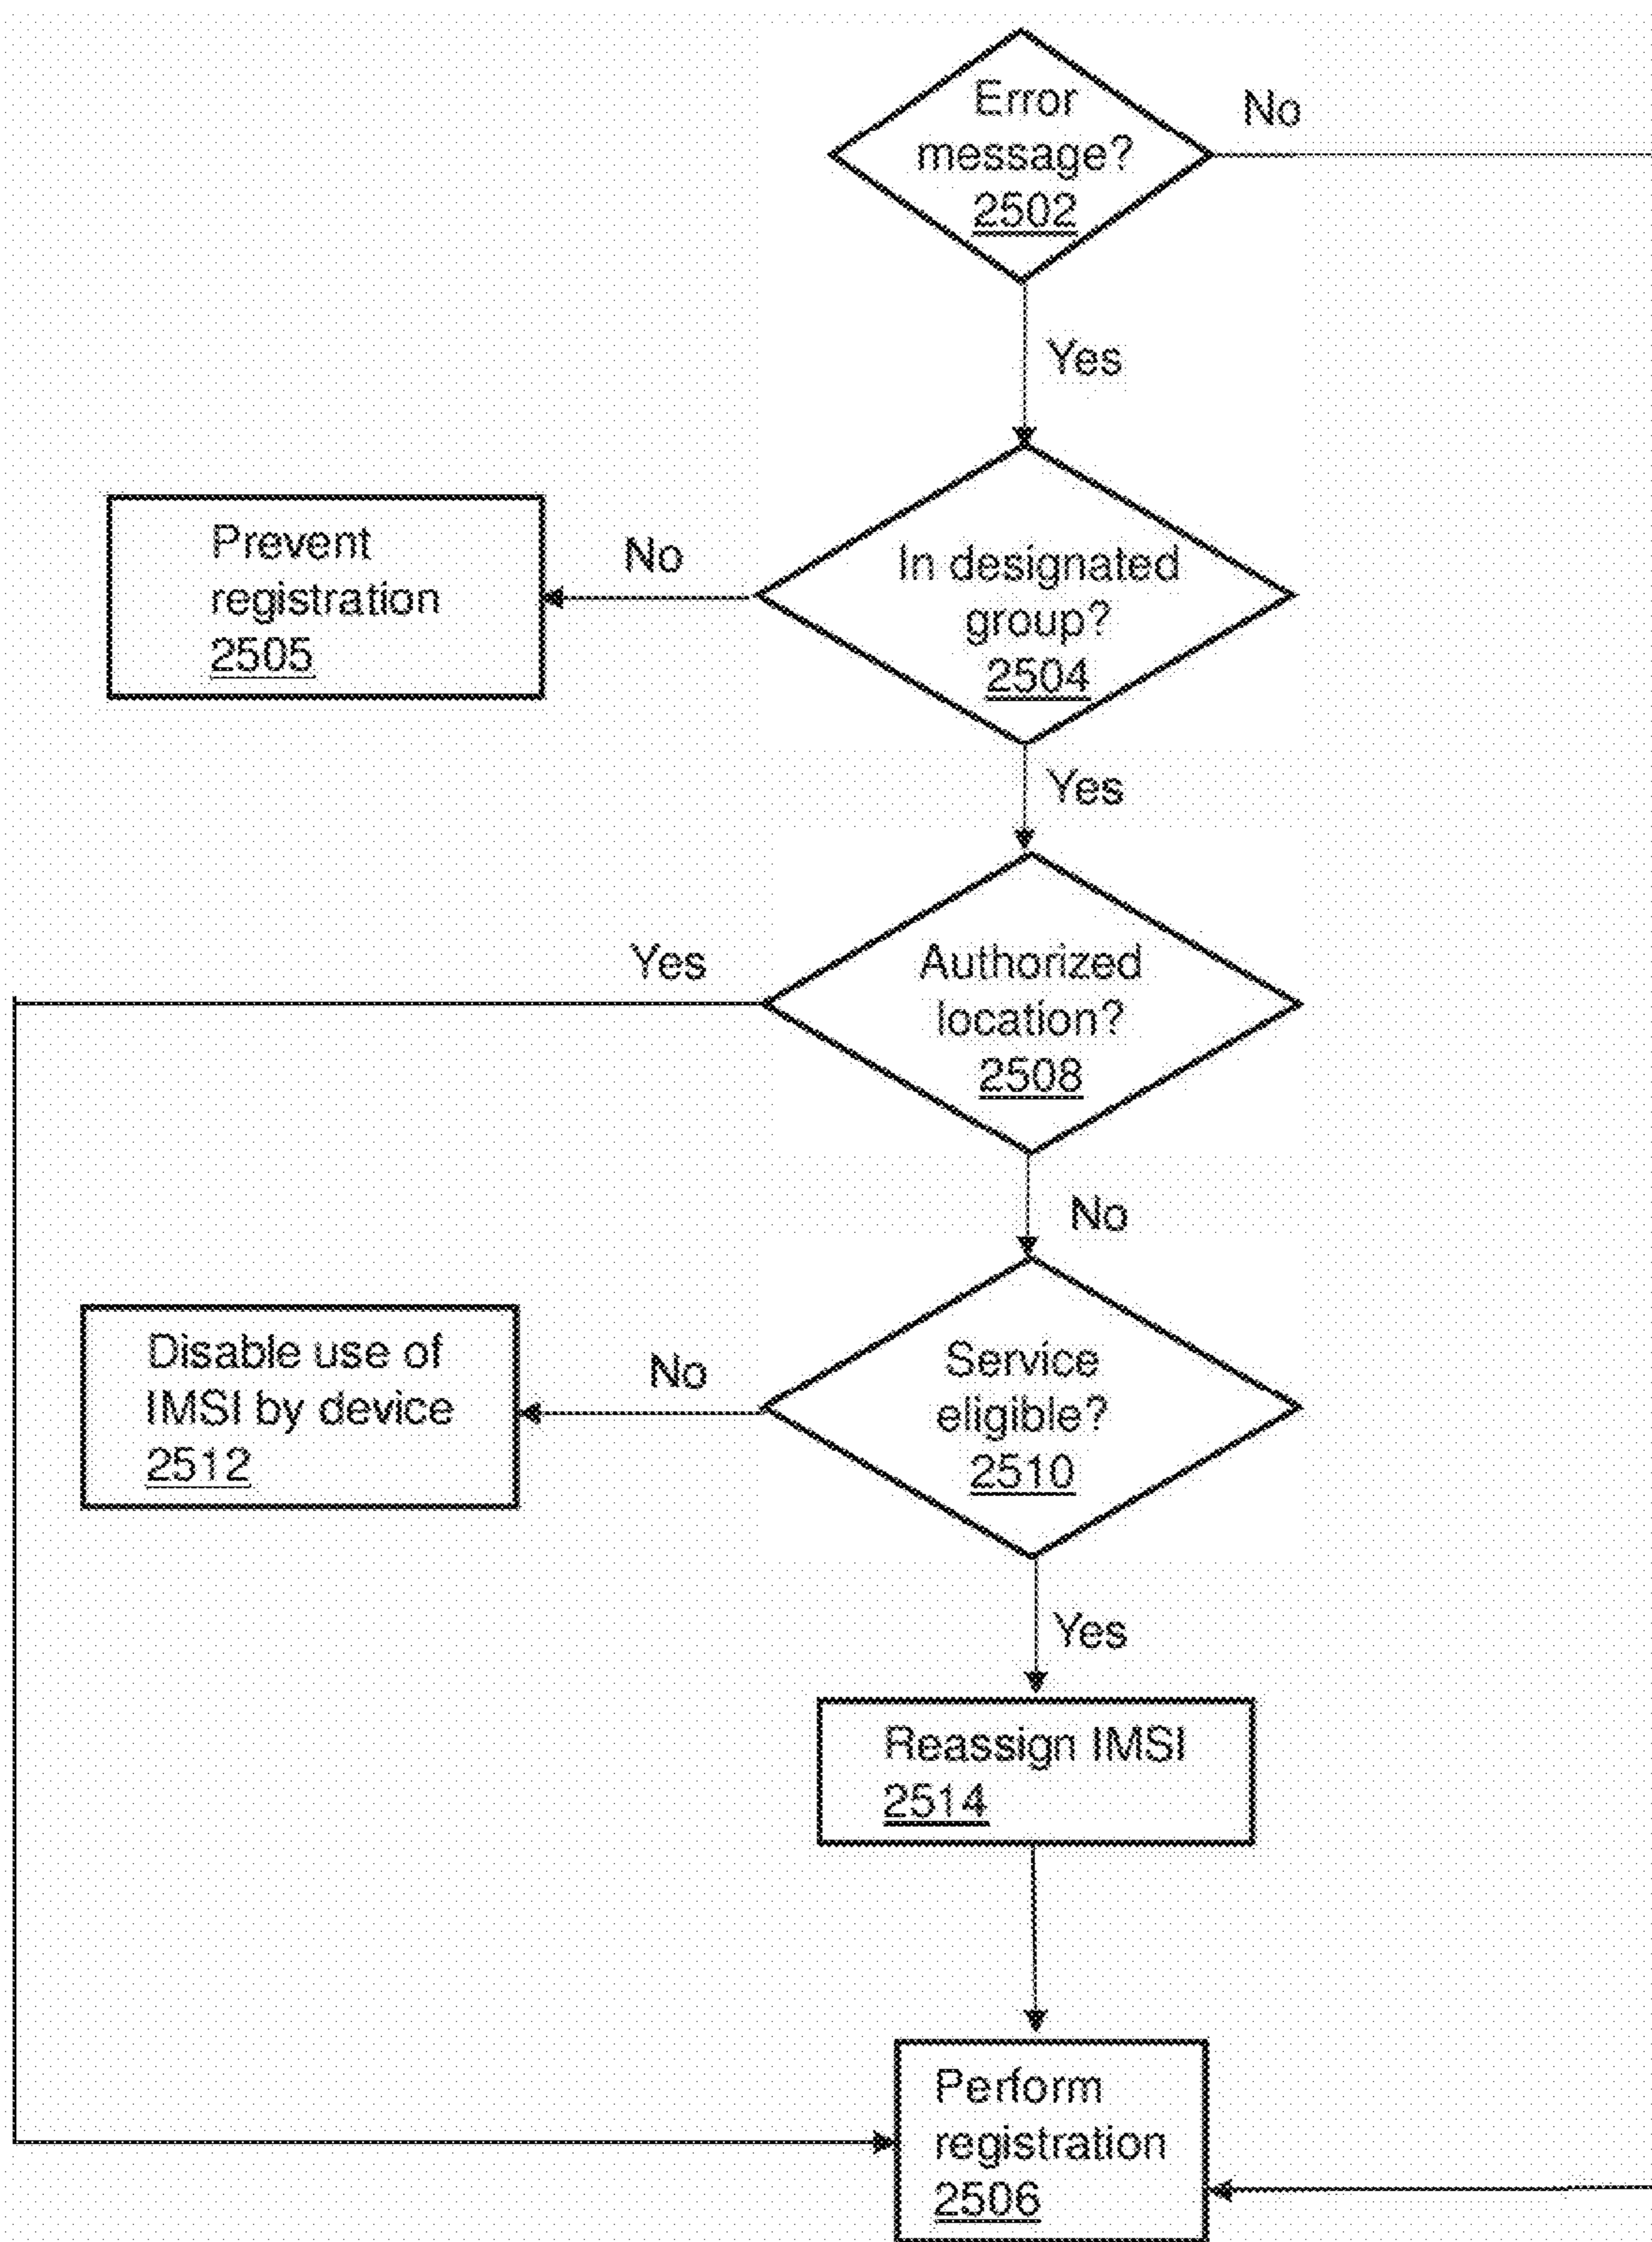 Error
message?
2502
No
Yes
Prevent
registration
2505
No
In designated
group?
2504
Yes
Yes
Authorized
location?
2508
No
Disable use of
IMSI by device
2512
No
Service
eligible?
2510
Yes
Reassign IMSI
2514
Perform
registration
2506